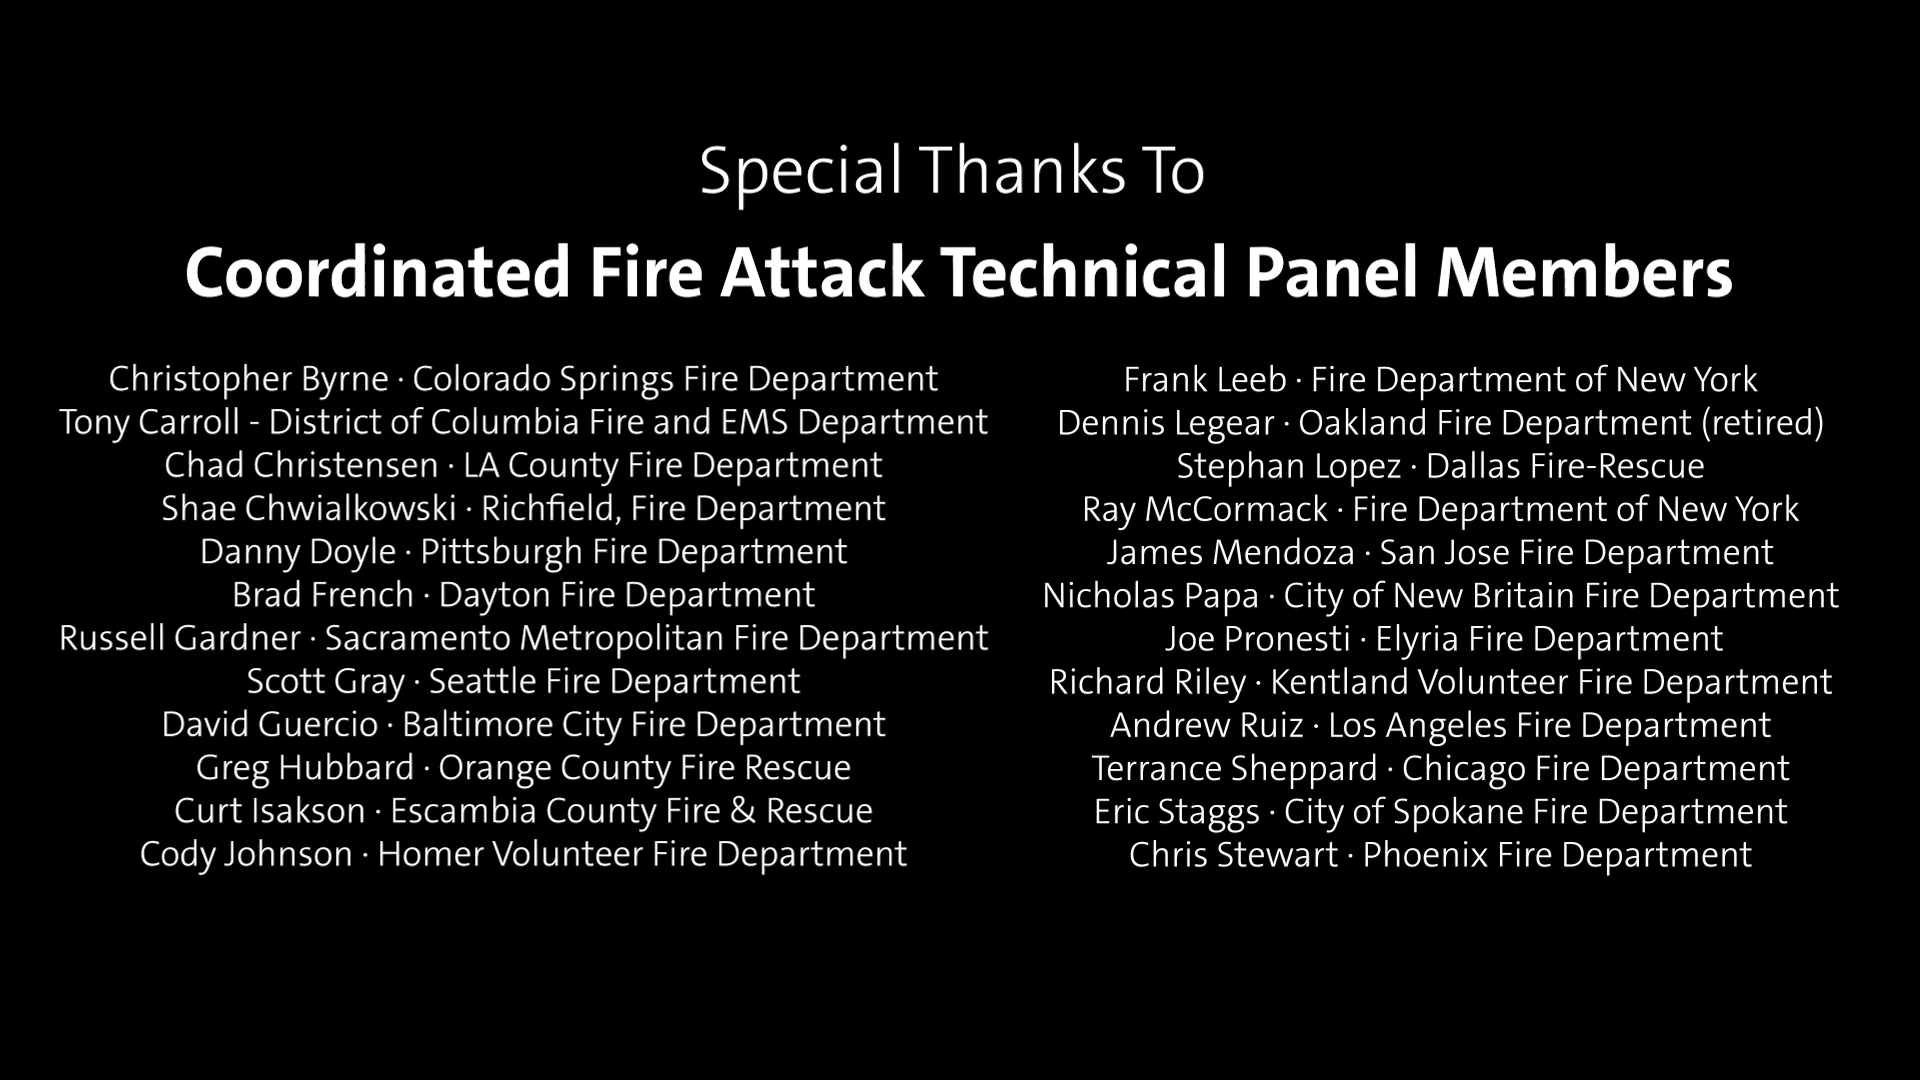 Special Thanks To
Coordinated Fire Attack Technical Panel Members
Christopher Byrne · Colorado Springs Fire Department
Tony Carroll - District of Columbia Fire and EMS Department
Chad Christensen · LA County Fire Department
Shae Chwialkowski · Richfield, Fire Department
Danny Doyle · Pittsburgh Fire Department
Brad French · Dayton Fire Department
Russell Gardner · Sacramento Metropolitan Fire Department
Scott Gray · Seattle Fire Department
David Guercio · Baltimore City Fire Department
Greg Hubbard · Orange County Fire Rescue
Curt Isakson · Escambia County Fire & Rescue
Cody Johnson · Homer Volunteer Fire Department
Frank Leeb · Fire Department of New York
Dennis Legear · Oakland Fire Department (retired)
Stephan Lopez · Dallas Fire-Rescue
Ray McCormack · Fire Department of New York
James Mendoza · San Jose Fire Department
Nicholas Papa · City of New Britain Fire Department
Joe Pronesti · Elyria Fire Department
Richard Riley · Kentland Volunteer Fire Department
Andrew Ruiz · Los Angeles Fire Department
Terrance Sheppard · Chicago Fire Department
Eric Staggs · City of Spokane Fire Department
Chris Stewart · Phoenix Fire Department